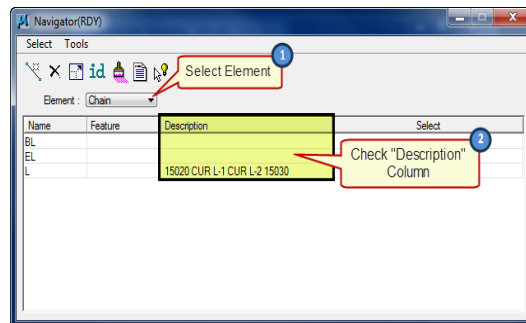 Navigator(RDY)
Select Tools
id
1
Select Element
Element : Chain
Name Feature Description Select
BL
EL
L 15020 CUR L-1 CUR L-2 15030
2
Check "Description"
Column